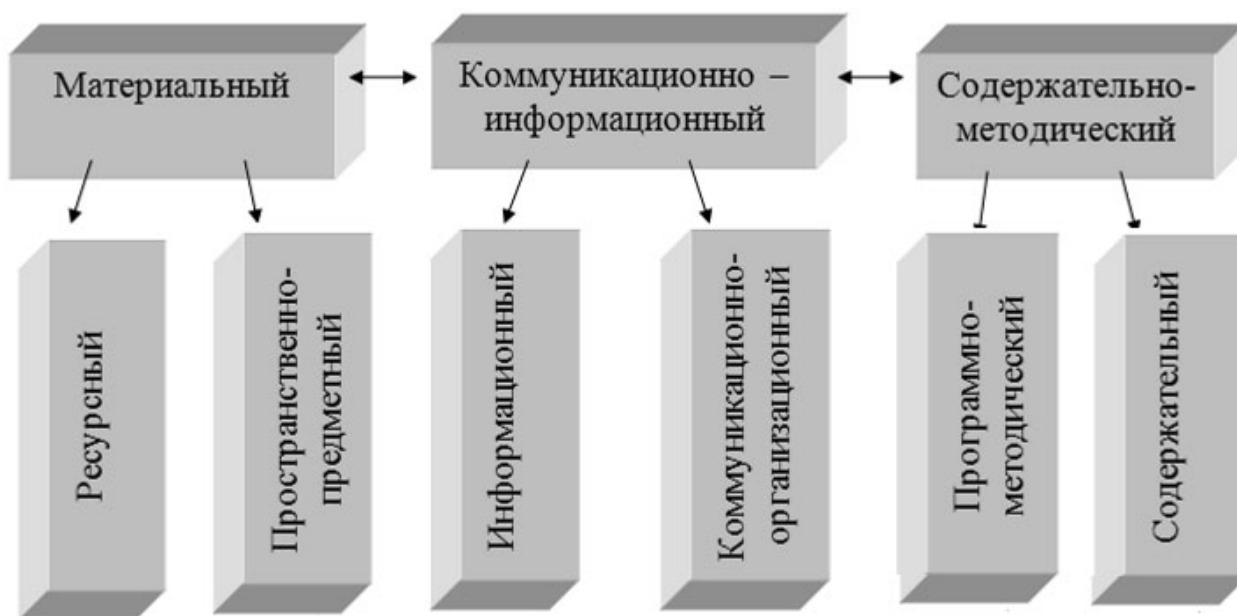 Материальный
Коммуникационно –
информационный
Содержательно-
методический
Ресурсный
Пространственно-
предметный
Информационный
Коммуникационно-
организационный
Программно-
методический
Содержательный